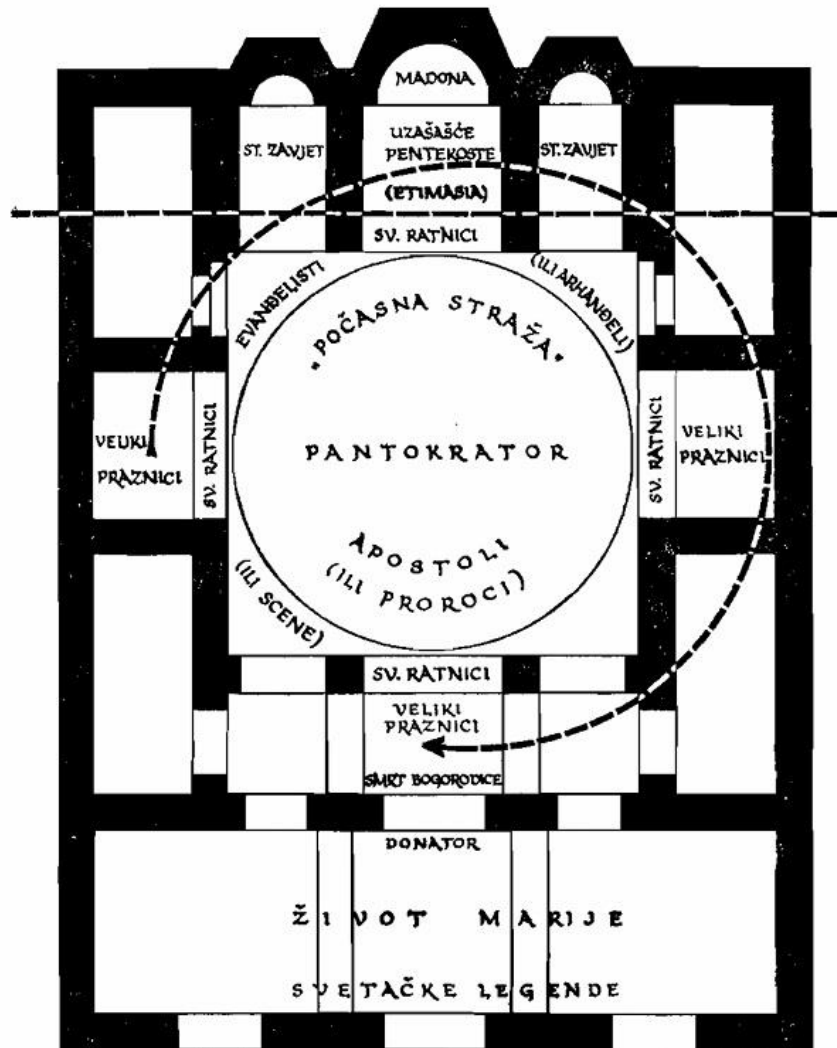 MADONA
ST. ZAVJET
UZAŠAŠĆE
PENTEKOSTE
ST. ZAVJET
(ETIMASIA)
SV. RATNICI
EVANĐELISTI
(ILI ARHANĐELI)
"POČASNA STRAŽA"
VELIKI
PRAZNICI
SV. RATNICI
PANTOKRATOR
SV. RATNICI
VELIKI
PRAZNICI
APOSTOLI
(ILI PROROCI)
(ILI SCENE)
SV. RATNICI
VELIKI
PRAZNICI
SMRT BOGORODICE
DONATOR
ŽIVOT MARIJE
SVETAČKE LEGENDE